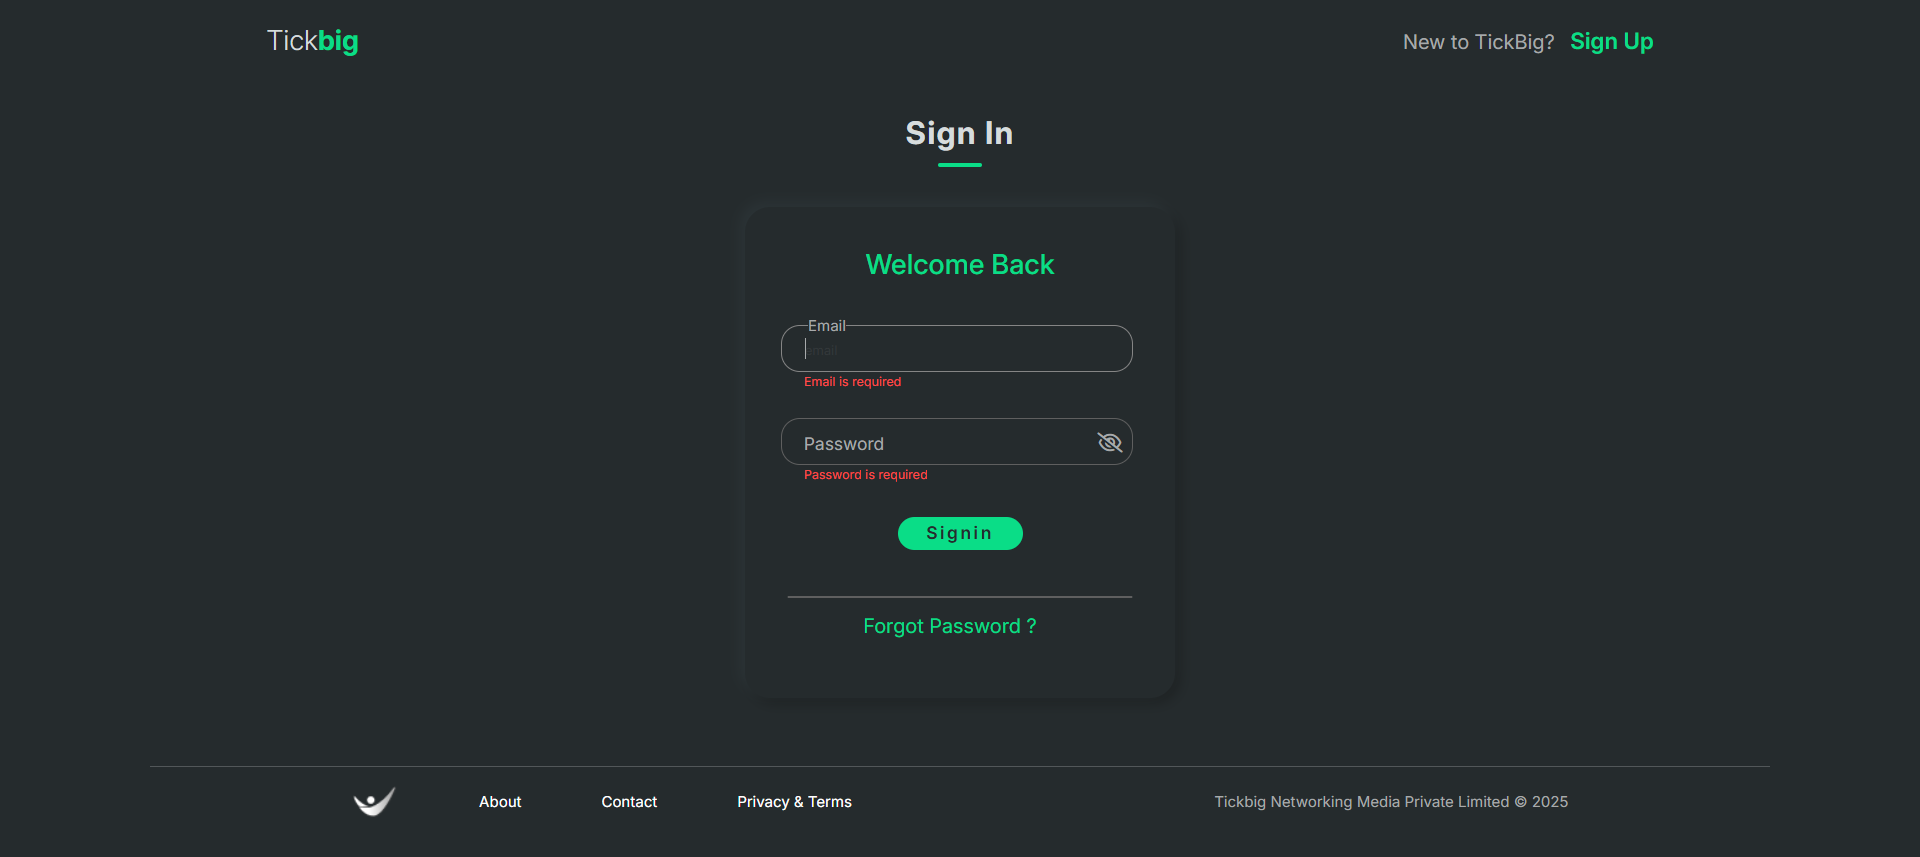 Tickbig
New to TickBig? Sign Up
Sign In
Welcome Back
Email
email
Email is required
Password
Password is required
Signin
Forgot Password ?
About
Contact
Privacy & Terms
Tickbig Networking Media Private Limited © 2025